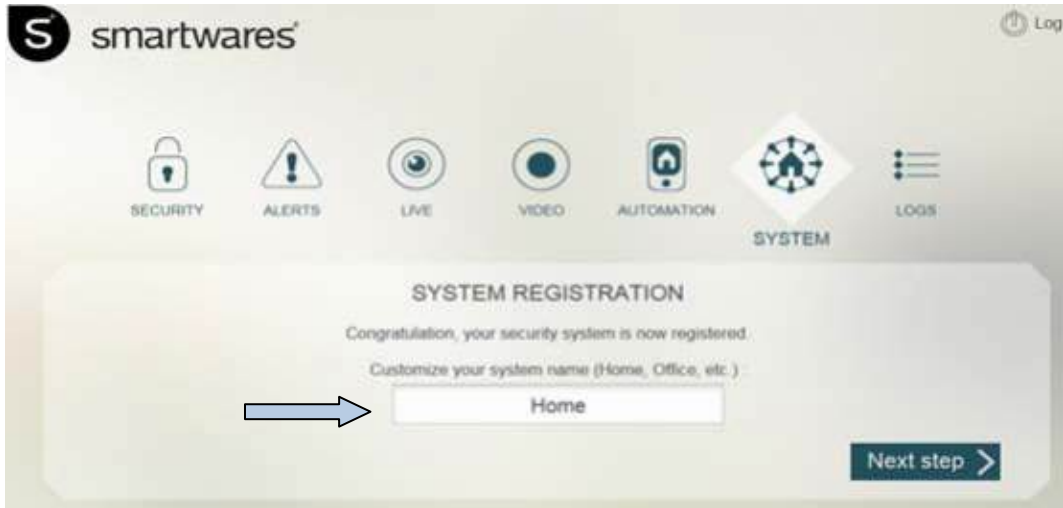 S smartwares®
Log
SECURITY ALERTS LIVE VIDEO AUTOMATION SYSTEM LOGS
SYSTEM REGISTRATION
Congratulation, your security system is now registered.
Customize your system name (Home, Office, etc.)
Home
Next step